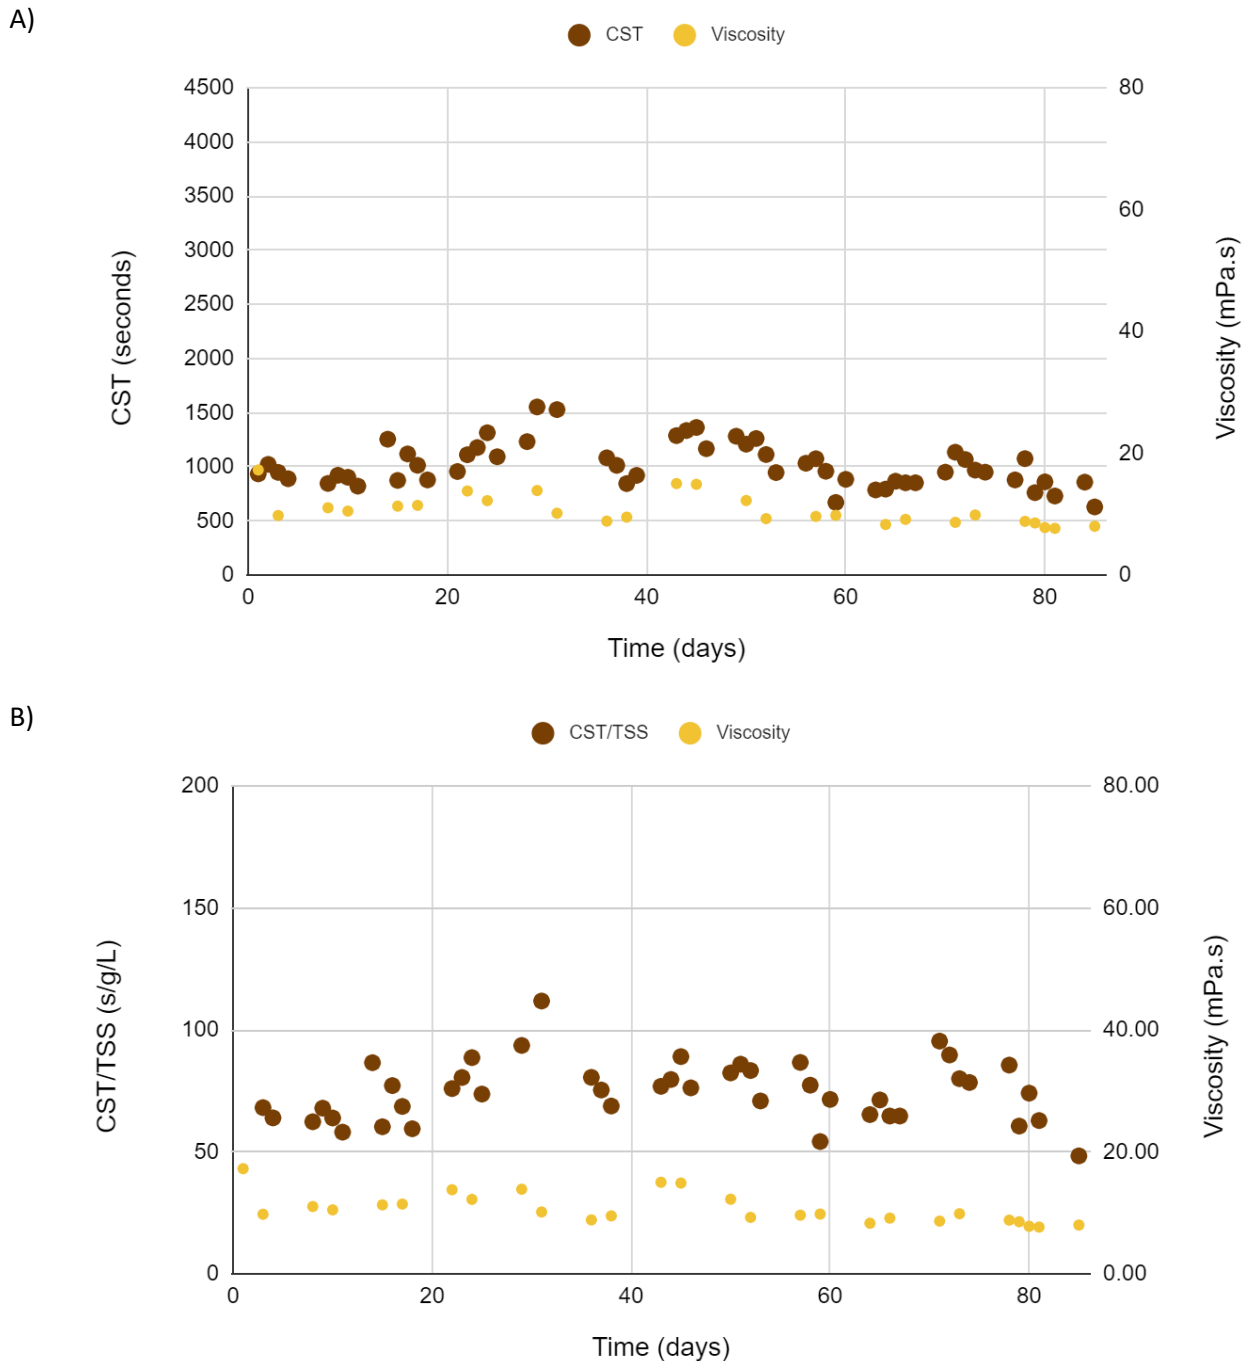 A)
CST Viscosity
4500 80
4000
3500
60
3000
2500
40
2000
1500
20
1000
500
0 0
0 20 40 60 80
CST (seconds)
Viscosity (mPa.s)
Time (days)
B)
CST/TSS Viscosity
200 80.00
150 60.00
100 40.00
50 20.00
0 0.00
0 20 40 60 80
CST/TSS (s/g/L)
Viscosity (mPa.s)
Time (days)